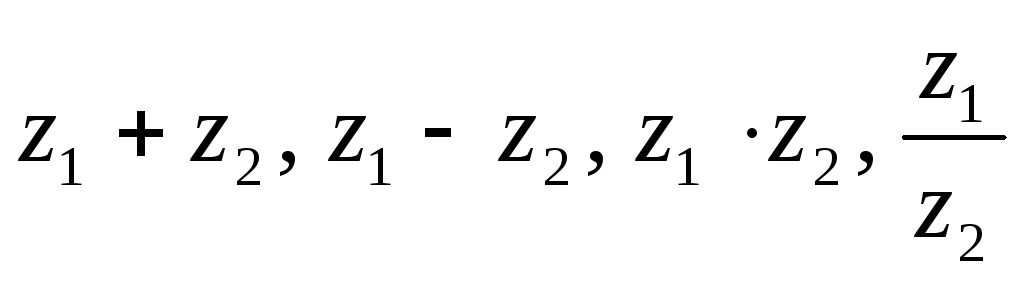 z₁ + z₂, z₁ - z₂, z₁ · z₂, z₁/z₂